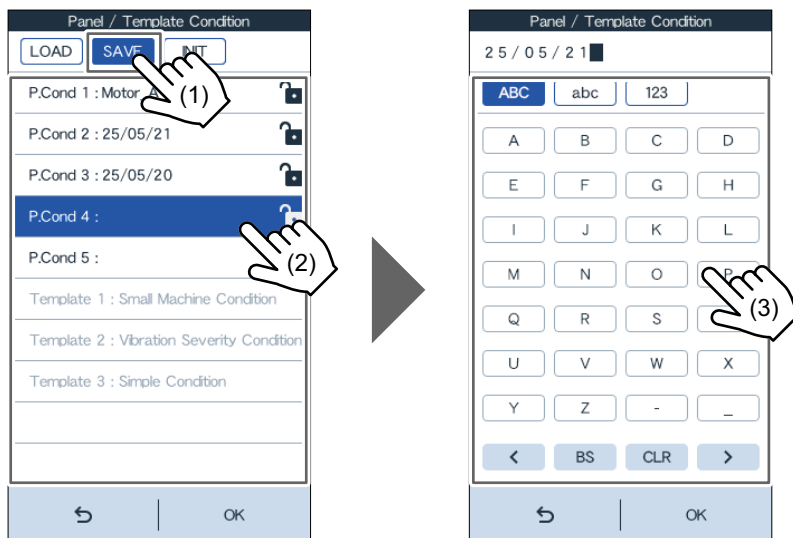 Panel / Template Condition
LOAD SAVE INIT
P.Cond 1 : Motor A
(1)
P.Cond 2 : 25/05/21
P.Cond 3 : 25/05/20
P.Cond 4 :
P.Cond 5 :
(2)
Template 1 : Small Machine Condition
Template 2 : Vibration Severity Condition
Template 3 : Simple Condition
OK
Panel / Template Condition
25/05/21
ABC abc 123
A B C D
E F G H
I J K L
M N O P
(3)
Q R S
U V W X
Y Z - _
< BS CLR >
OK